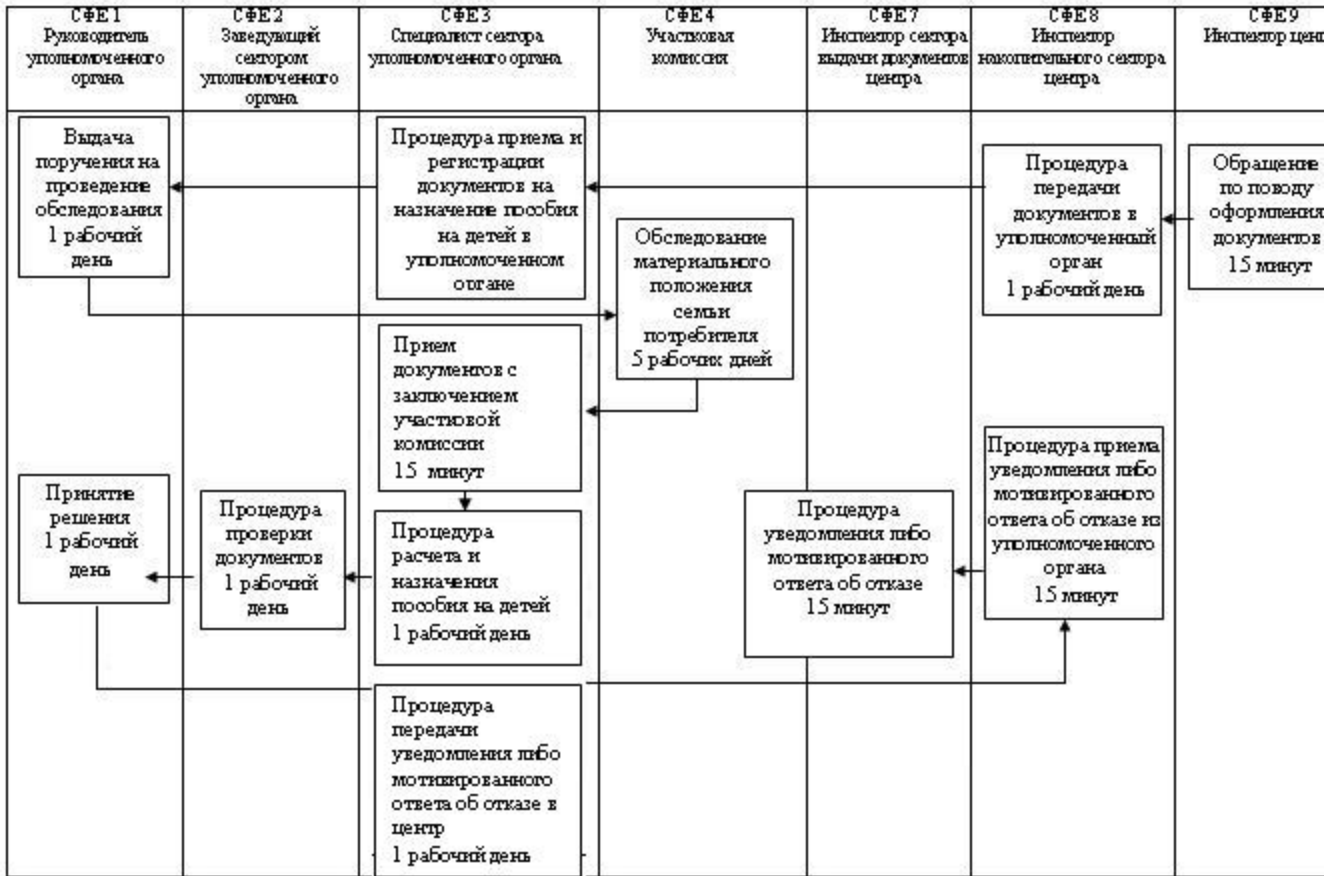 СФЕ1
Руководитель
уполномоченного
органа
СФЕ2
Заведующий
сектором
уполномоченного
органа
СФЕ3
Специалист сектора
уполномоченного органа
СФЕ4
Участковая
комиссия
СФЕ7
Инспектор сектора
выдачи документов
центра
СФЕ8
Инспектор
накопительного сектора
центра
СФЕ9
Инспектор цент
Выдача
поручения на
проведение
обследования
1 рабочий
день
Процедура приема и
регистрации
документов на
назначение пособия
на детей в
уполномоченном
органе
Обследование
материального
положения
семьи
потребителя
5 рабочих дней
Процедура
передачи
документов в
уполномоченный
орган
1 рабочий день
Обращение
по поводу
оформления
документов
15 минут
Прием
документов с
заключением
участковой
комиссии
15 минут
Принятие
решения
1 рабочий
день
Процедура
проверки
документов
1 рабочий
день
Процедура
расчета и
назначения
пособия на детей
1 рабочий день
Процедура
уведомления либо
мотивированного
ответа об отказе
15 минут
Процедура приема
уведомления либо
мотивированного
ответа об отказе из
уполномоченного
органа
15 минут
Процедура
передачи
уведомления либо
мотивированного
ответа об отказе в
центр
1 рабочий день